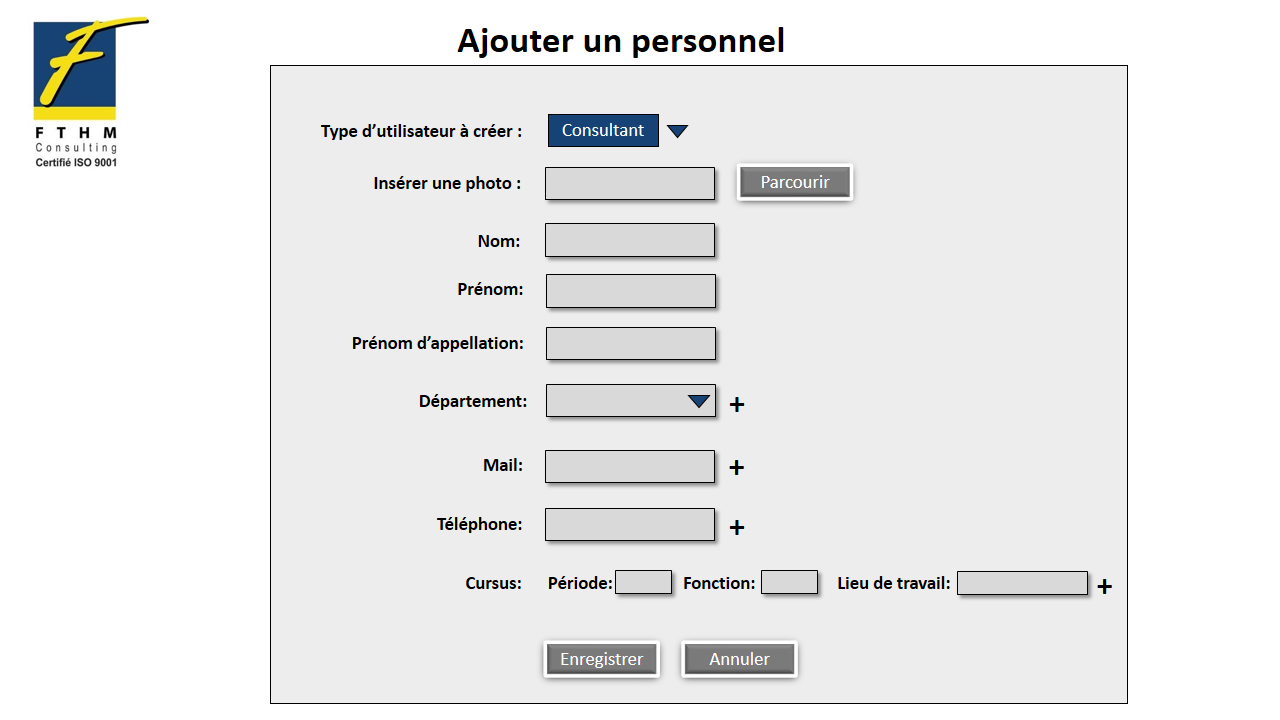 Ajouter un personnel
F T H M
Consulting
Certifié ISO 9001
Type d’utilisateur à créer : Consultant
Insérer une photo : Parcourir
Nom:
Prénom:
Prénom d’appellation:
Département: +
Mail: +
Téléphone: +
Cursus: Période: Fonction: Lieu de travail: +
Enregistrer Annuler